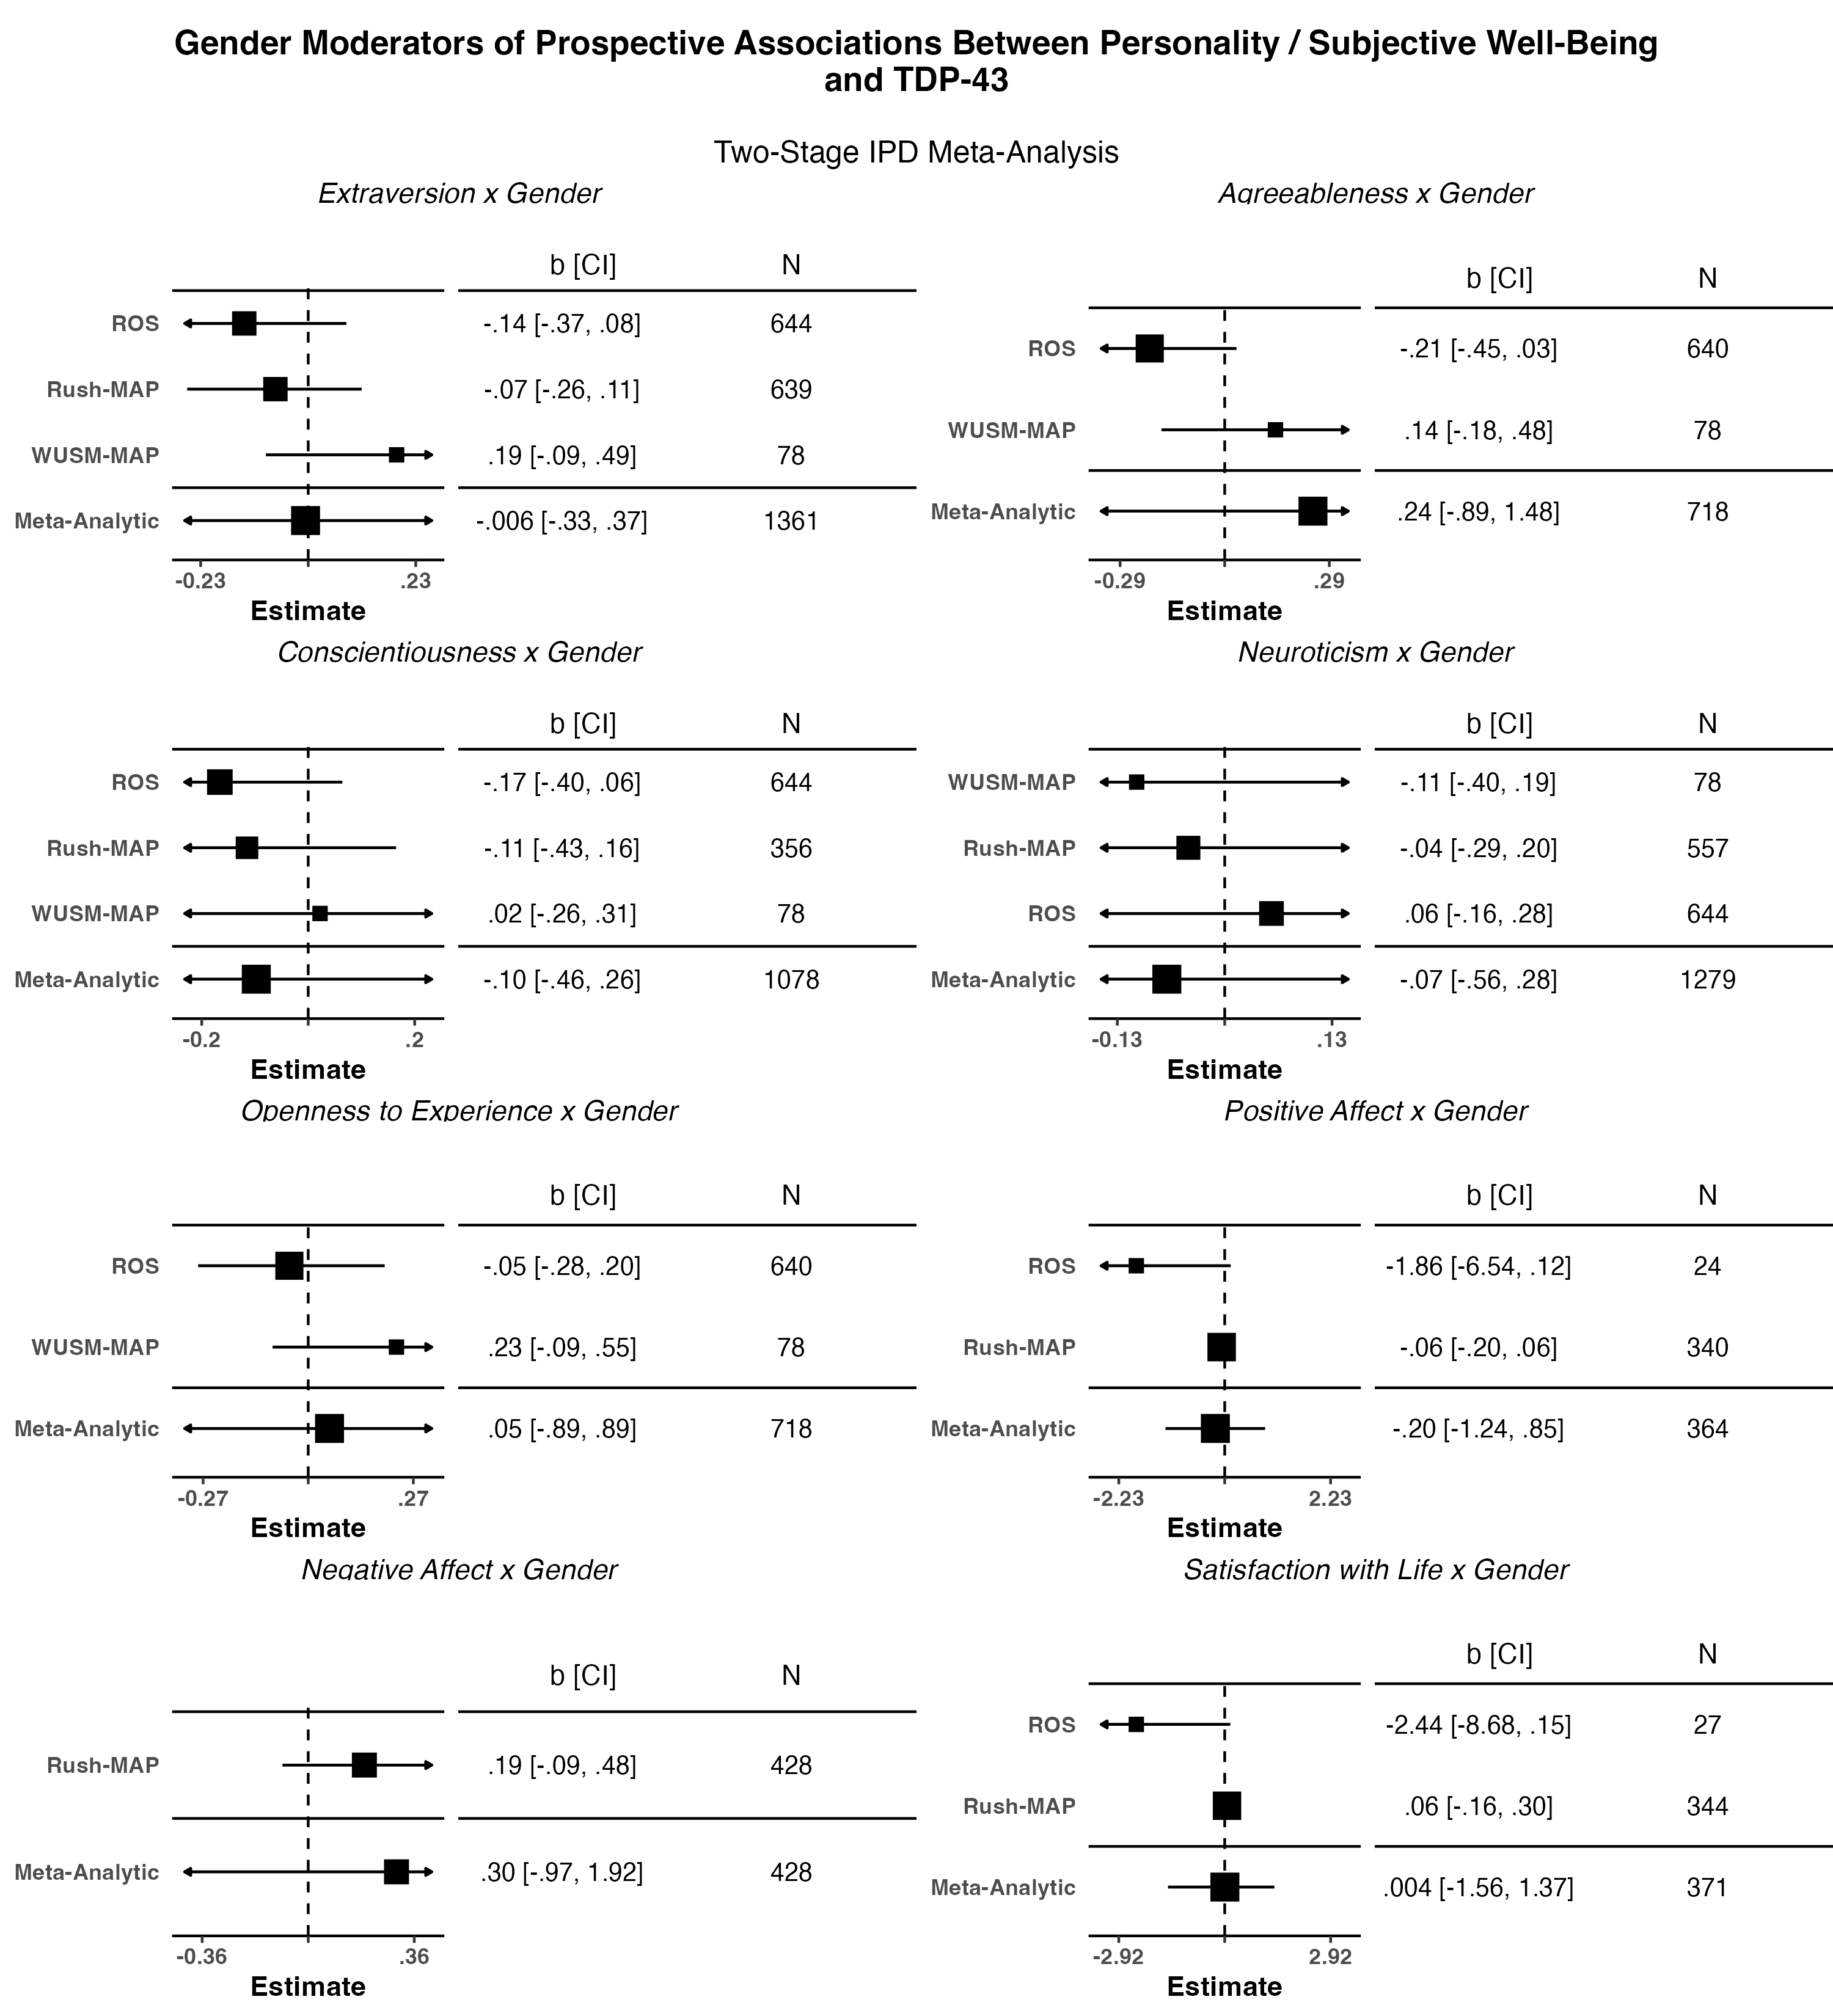 Gender Moderators of Prospective Associations Between Personality / Subjective Well-Being
and TDP-43
Two-Stage IPD Meta-Analysis
Extraversion x Gender
b [CI] N
ROS -.14 [-.37, .08] 644
Rush-MAP -.07 [-.26, .11] 639
WUSM-MAP .19 [-.09, .49] 78
Meta-Analytic -.006 [-.33, .37] 1361
-0.23 .23
Estimate
Agreeableness x Gender
b [CI] N
ROS -.21 [-.45, .03] 640
WUSM-MAP .14 [-.18, .48] 78
Meta-Analytic .24 [-.89, 1.48] 718
-0.29 .29
Estimate
Conscientiousness x Gender
b [CI] N
ROS -.17 [-.40, .06] 644
Rush-MAP -.11 [-.43, .16] 356
WUSM-MAP .02 [-.26, .31] 78
Meta-Analytic -.10 [-.46, .26] 1078
-0.2 .2
Estimate
Neuroticism x Gender
b [CI] N
WUSM-MAP -.11 [-.40, .19] 78
Rush-MAP -.04 [-.29, .20] 557
ROS .06 [-.16, .28] 644
Meta-Analytic -.07 [-.56, .28] 1279
-0.13 .13
Estimate
Openness to Experience x Gender
b [CI] N
ROS -.05 [-.28, .20] 640
WUSM-MAP .23 [-.09, .55] 78
Meta-Analytic .05 [-.89, .89] 718
-0.27 .27
Estimate
Positive Affect x Gender
b [CI] N
ROS -1.86 [-6.54, .12] 24
Rush-MAP -.06 [-.20, .06] 340
Meta-Analytic -.20 [-1.24, .85] 364
-2.23 2.23
Estimate
Negative Affect x Gender
b [CI] N
Rush-MAP .19 [-.09, .48] 428
Meta-Analytic .30 [-.97, 1.92] 428
-0.36 .36
Estimate
Satisfaction with Life x Gender
b [CI] N
ROS -2.44 [-8.68, .15] 27
Rush-MAP .06 [-.16, .30] 344
Meta-Analytic .004 [-1.56, 1.37] 371
-2.92 2.92
Estimate